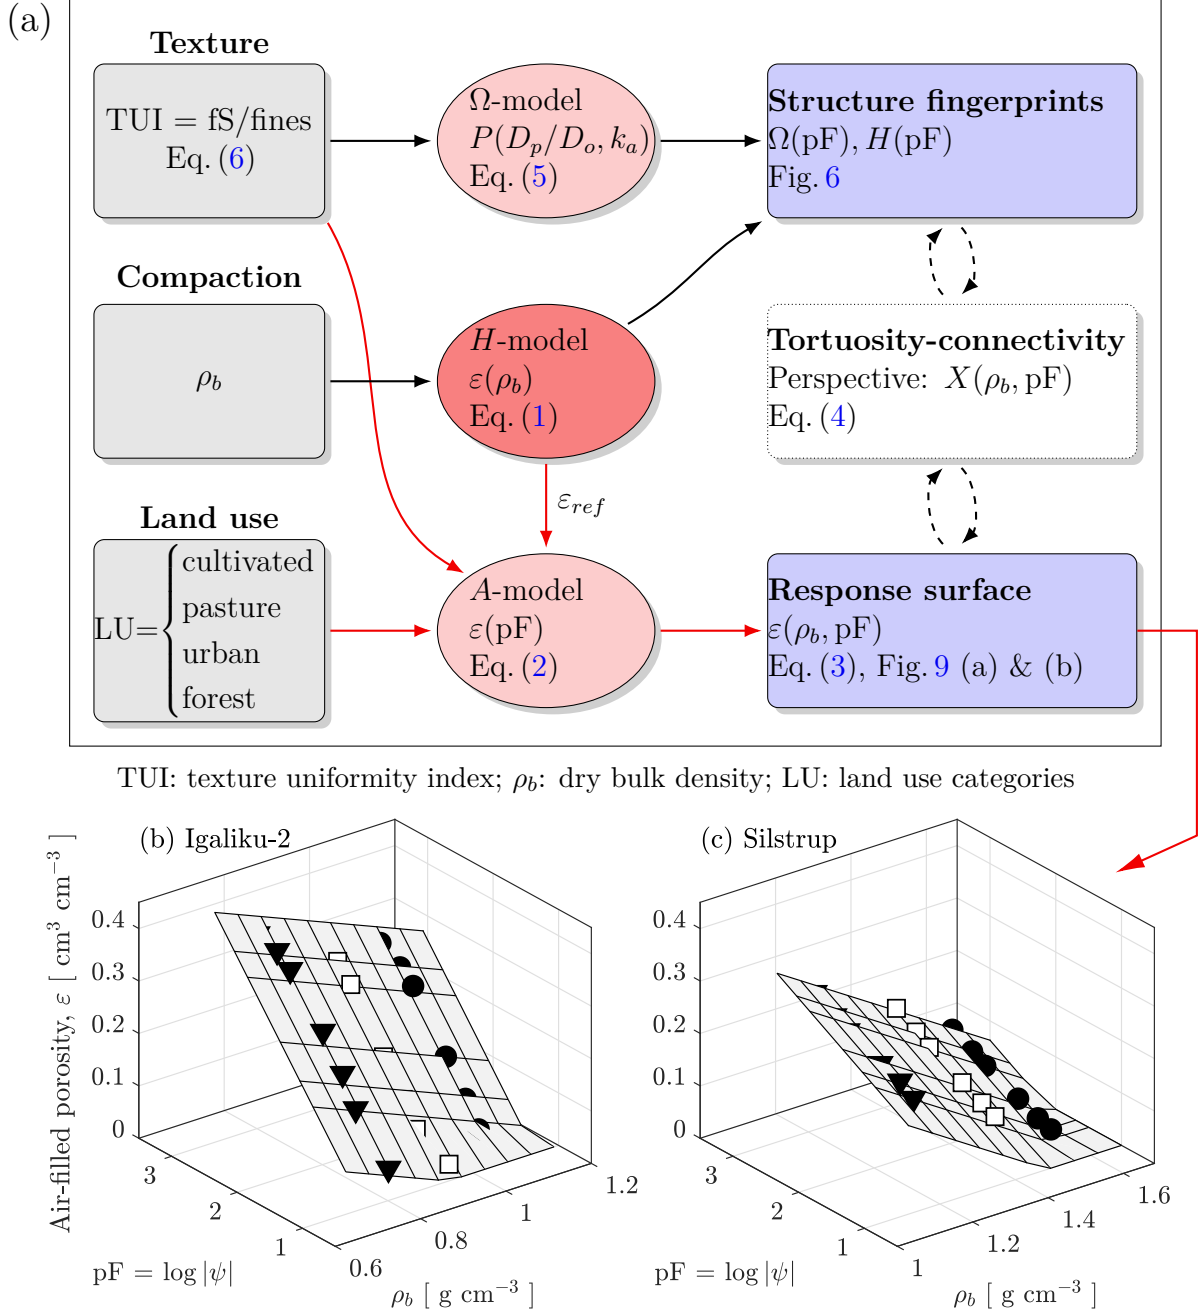 (a)
Texture
TUI = fS/fines
Eq. (6)
Ω-model
P(D_p/D_o, k_a)
Eq. (5)
Structure fingerprints
Ω(pF), H(pF)
Fig. 6
Compaction
ρ_b
H-model
ε(ρ_b)
Eq. (1)
Tortuosity-connectivity
Perspective: X(ρ_b, pF)
Eq. (4)
ε_ref
Land use
LU={
cultivated
pasture
urban
forest
A-model
ε(pF)
Eq. (2)
Response surface
ε(ρ_b, pF)
Eq. (3), Fig. 9 (a) & (b)
TUI: texture uniformity index; ρ_b: dry bulk density; LU: land use categories
(b) Igaliku-2
Air-filled porosity, ε [ cm³ cm⁻³ ]
0.4
0.3
0.2
0.1
0
3
2
1
pF = log |ψ|
0.6
0.8
1
1.2
ρ_b [ g cm⁻³ ]
(c) Silstrup
0.4
0.3
0.2
0.1
0
3
2
1
pF = log |ψ|
1
1.2
1.4
1.6
ρ_b [ g cm⁻³ ]